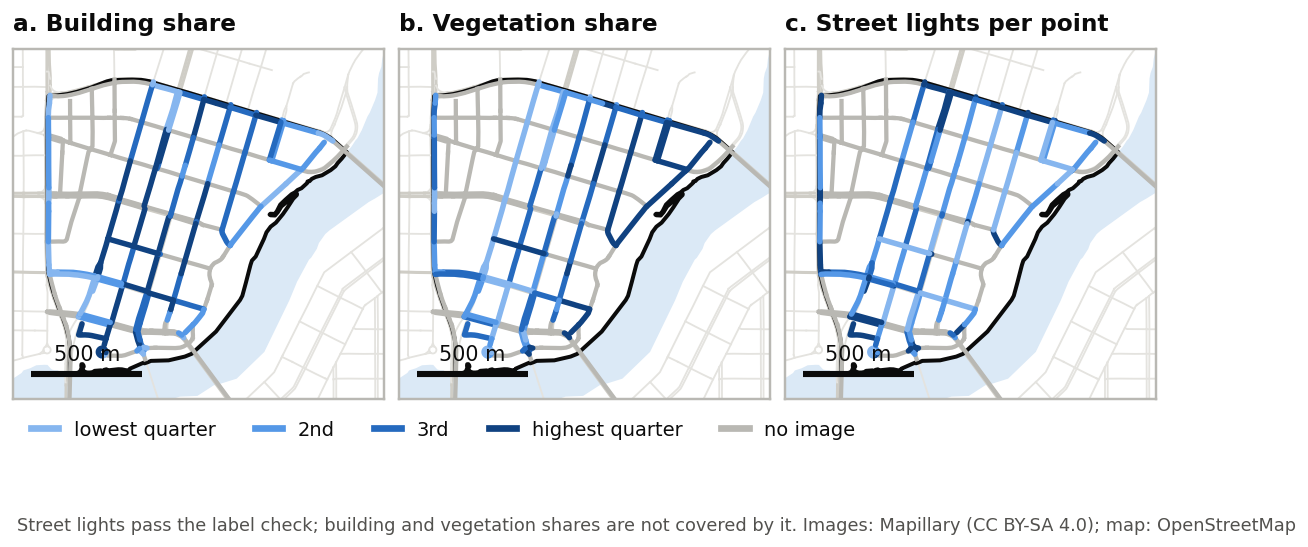 a. Building share
b. Vegetation share
c. Street lights per point
500 m
500 m
500 m
lowest quarter
2nd
3rd
highest quarter
no image
Street lights pass the label check; building and vegetation shares are not covered by it. Images: Mapillary (CC BY-SA 4.0); map: OpenStreetMap